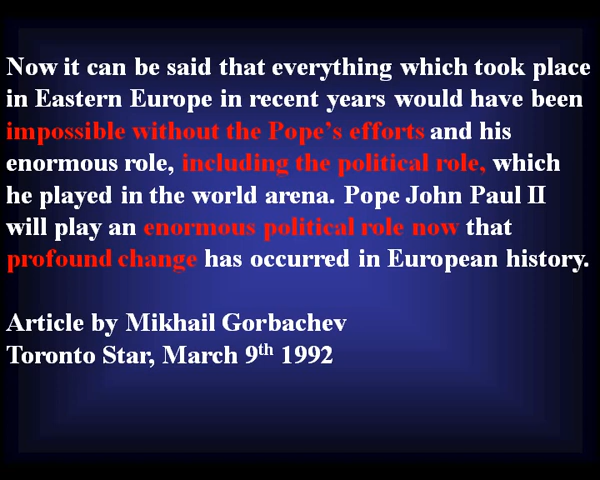 Now it can be said that everything which took place
in Eastern Europe in recent years would have been
impossible without the Pope’s efforts and his
enormous role, including the political role, which
he played in the world arena. Pope John Paul II
will play an enormous political role now that
profound change has occurred in European history.
Article by Mikhail Gorbachev
Toronto Star, March 9th 1992